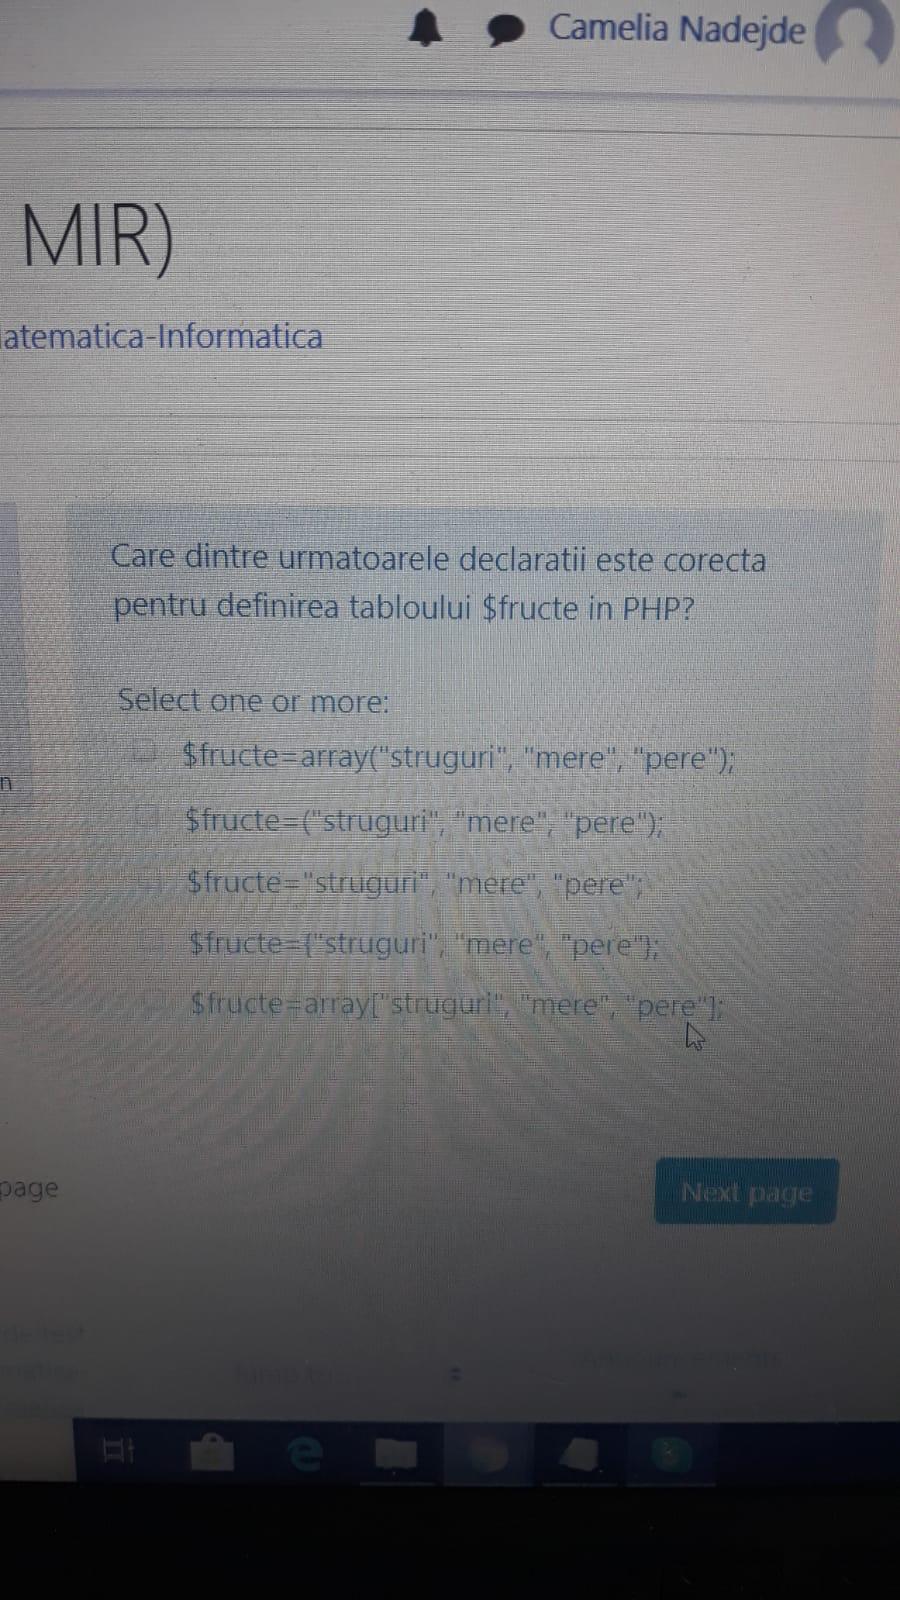 Camelia Nadejde
MIR)
atematica-Informatica
Care dintre urmatoarele declaratii este corecta
pentru definirea tabloului $fructe in PHP?
Select one or more:
$fructe=array("struguri", "mere", "pere");
n
$fructe=("struguri", "mere", "pere");
$fructe="struguri", "mere", "pere";
$fructe={"struguri", "mere", "pere"};
$fructe=array["struguri", "mere", "pere"];
page
Next page